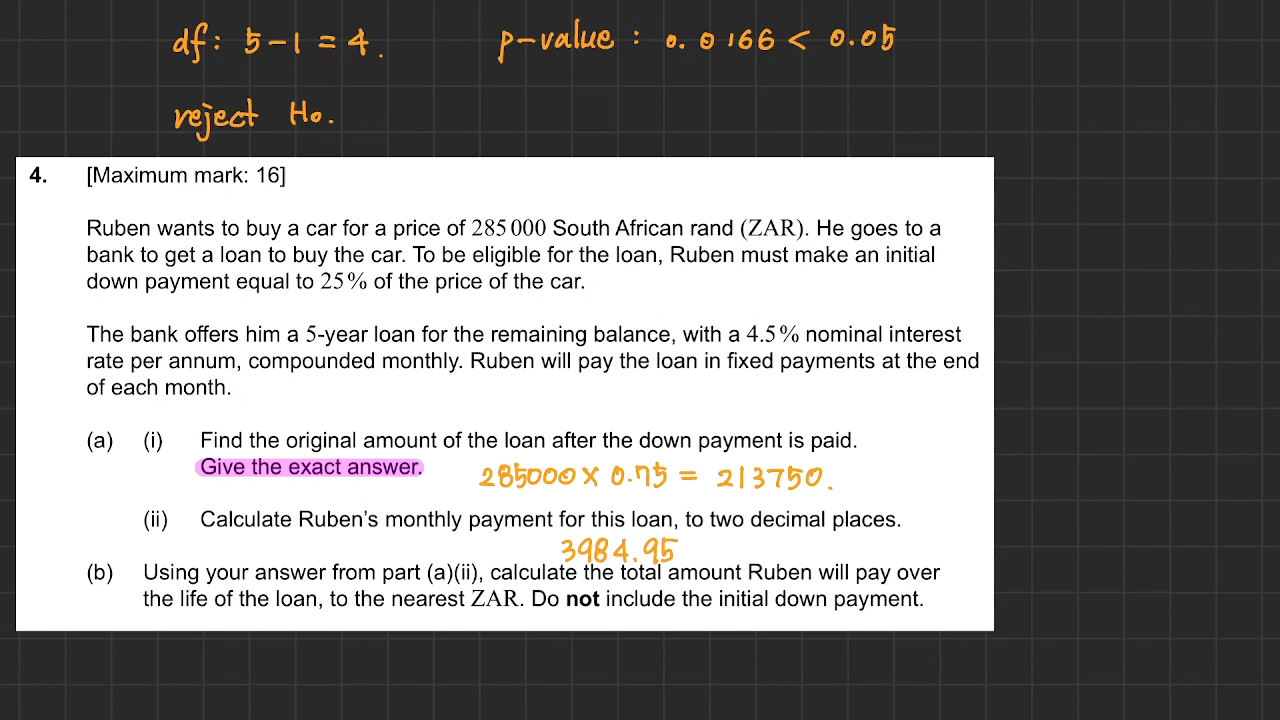 df: 5-1 = 4. p-value : 0.0166 < 0.05
reject H0.
4. [Maximum mark: 16]
Ruben wants to buy a car for a price of 285 000 South African rand (ZAR). He goes to a
bank to get a loan to buy the car. To be eligible for the loan, Ruben must make an initial
down payment equal to 25 % of the price of the car.
The bank offers him a 5-year loan for the remaining balance, with a 4.5 % nominal interest
rate per annum, compounded monthly. Ruben will pay the loan in fixed payments at the end
of each month.
(a) (i) Find the original amount of the loan after the down payment is paid.
Give the exact answer. 285000 × 0.75 = 213750.
(ii) Calculate Ruben's monthly payment for this loan, to two decimal places.
3984.95
(b) Using your answer from part (a)(ii), calculate the total amount Ruben will pay over
the life of the loan, to the nearest ZAR. Do not include the initial down payment.